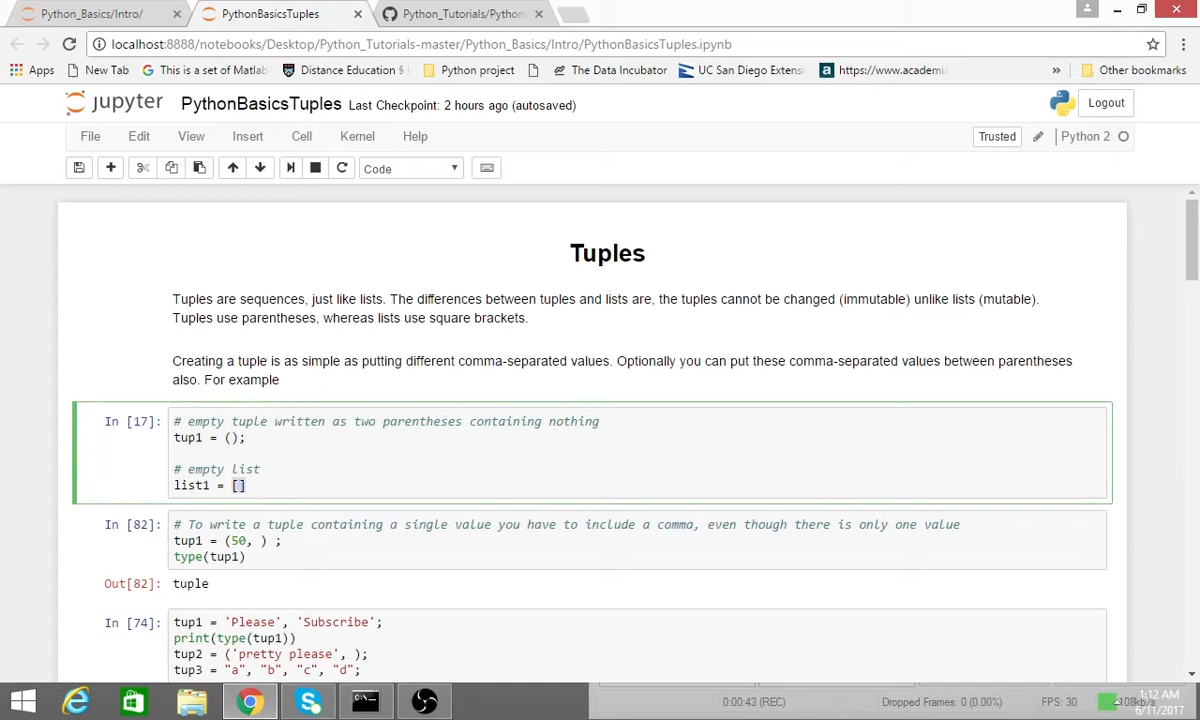 Python_Basics/Intro/
PythonBasicsTuples
Python_Tutorials/Python
localhost:8888/notebooks/Desktop/Python_Tutorials-master/Python_Basics/Intro/PythonBasicsTuples.ipynb
Apps New Tab This is a set of Matlab Distance Education § Python project The Data Incubator UC San Diego Extens https://www.academi » Other bookmarks
jupyter PythonBasicsTuples Last Checkpoint: 2 hours ago (autosaved) Logout
File Edit View Insert Cell Kernel Help Trusted Python 2
Code
Tuples
Tuples are sequences, just like lists. The differences between tuples and lists are, the tuples cannot be changed (immutable) unlike lists (mutable).
Tuples use parentheses, whereas lists use square brackets.
Creating a tuple is as simple as putting different comma-separated values. Optionally you can put these comma-separated values between parentheses
also. For example
In [17]: # empty tuple written as two parentheses containing nothing
tup1 = ();
# empty list
list1 = []
In [82]: # To write a tuple containing a single value you have to include a comma, even though there is only one value
tup1 = (50, ) ;
type(tup1)
Out[82]: tuple
In [74]: tup1 = 'Please', 'Subscribe';
print(type(tup1))
tup2 = ('pretty please', );
tup3 = "a", "b", "c", "d";
0:00:43 (REC) Dropped Frames: 0 (0.00%) FPS: 30
1:12 AM
6/11/2017